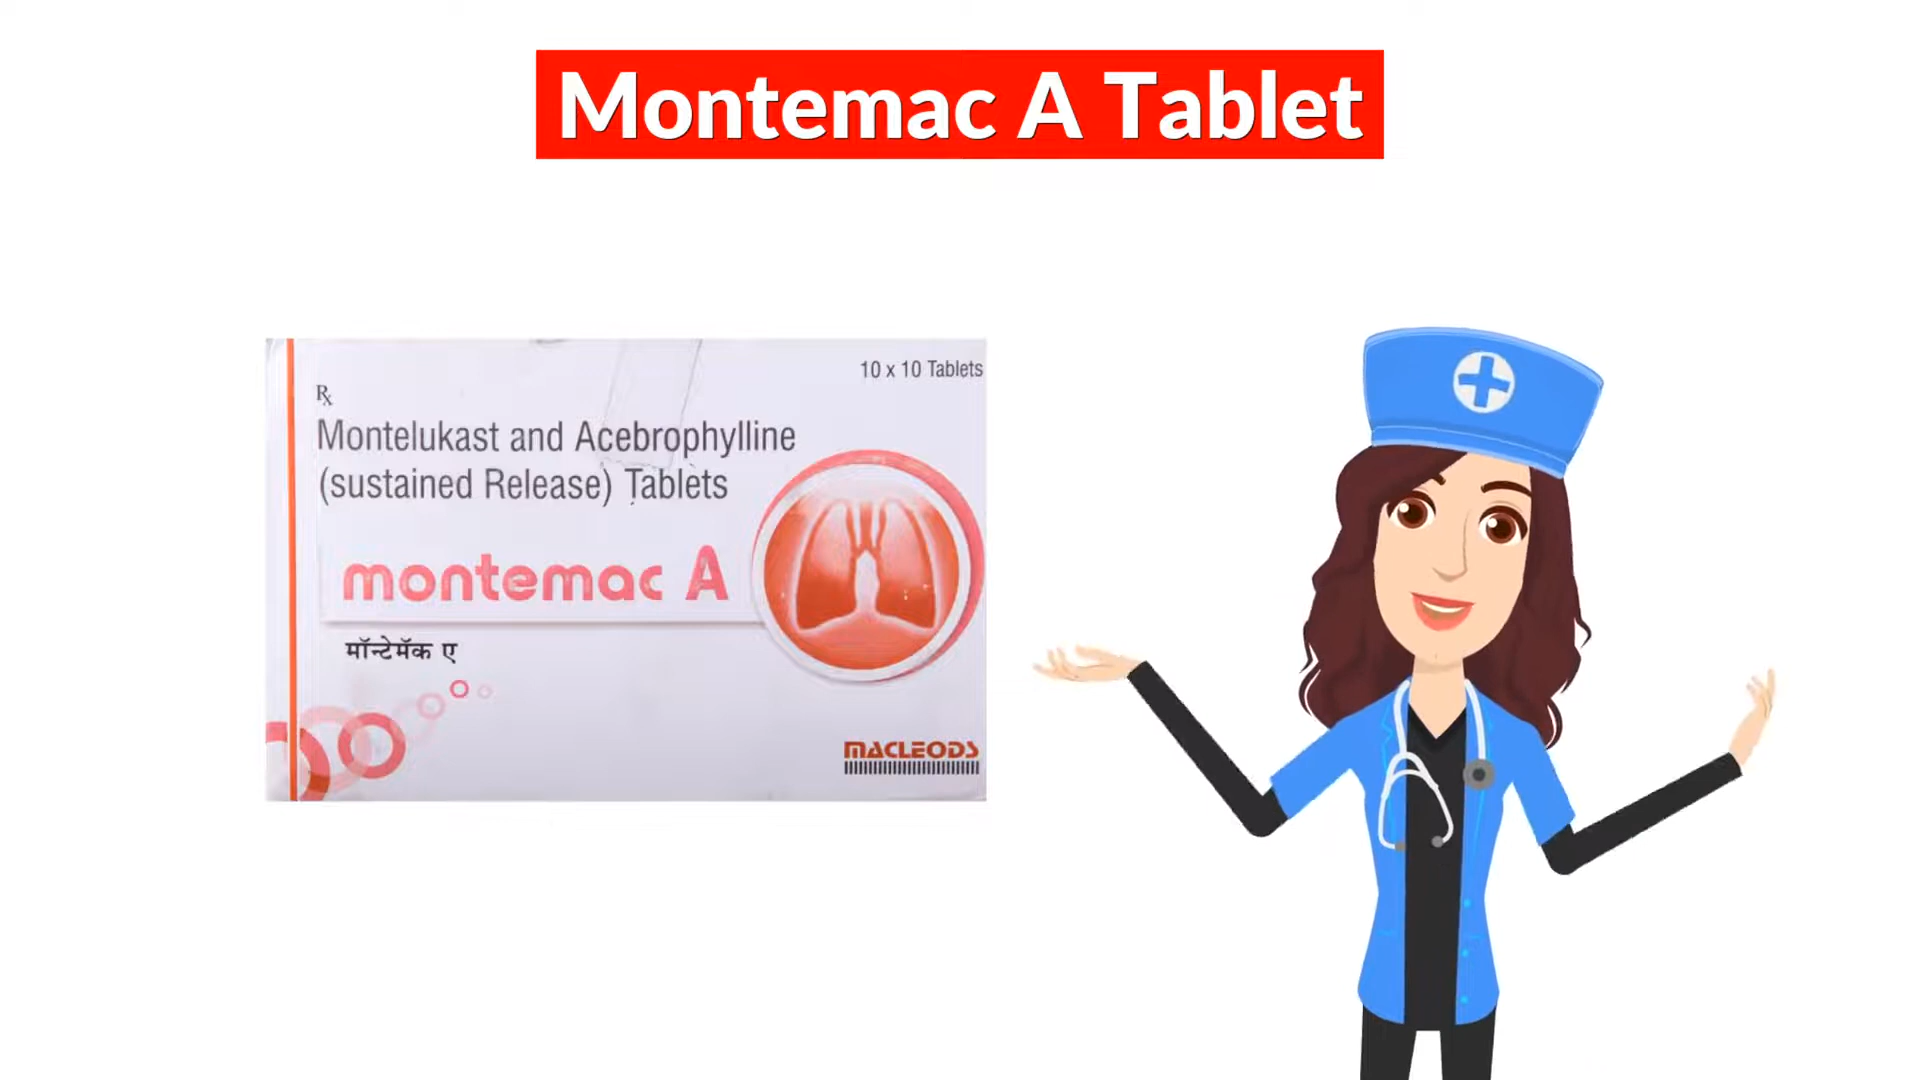 Montemac A Tablet
10 x 10 Tablets
Rx
Montelukast and Acebrophylline
(sustained Release) Tablets
montemac A
मॉन्टेमॅक ए
MACLEODS